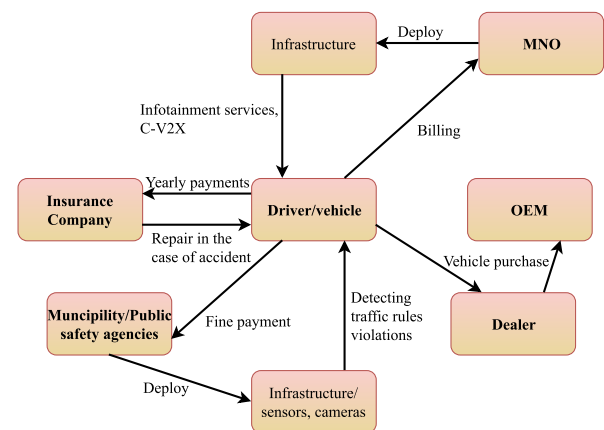 Infrastructure
Deploy
MNO
Infotainment services,
C-V2X
Billing
Insurance
Company
Yearly payments
Driver/vehicle
OEM
Repair in the
case of accident
Vehicle purchase
Muncipility/Public
safety agencies
Fine payment
Detecting
traffic rules
violations
Dealer
Deploy
Infrastructure/
sensors, cameras